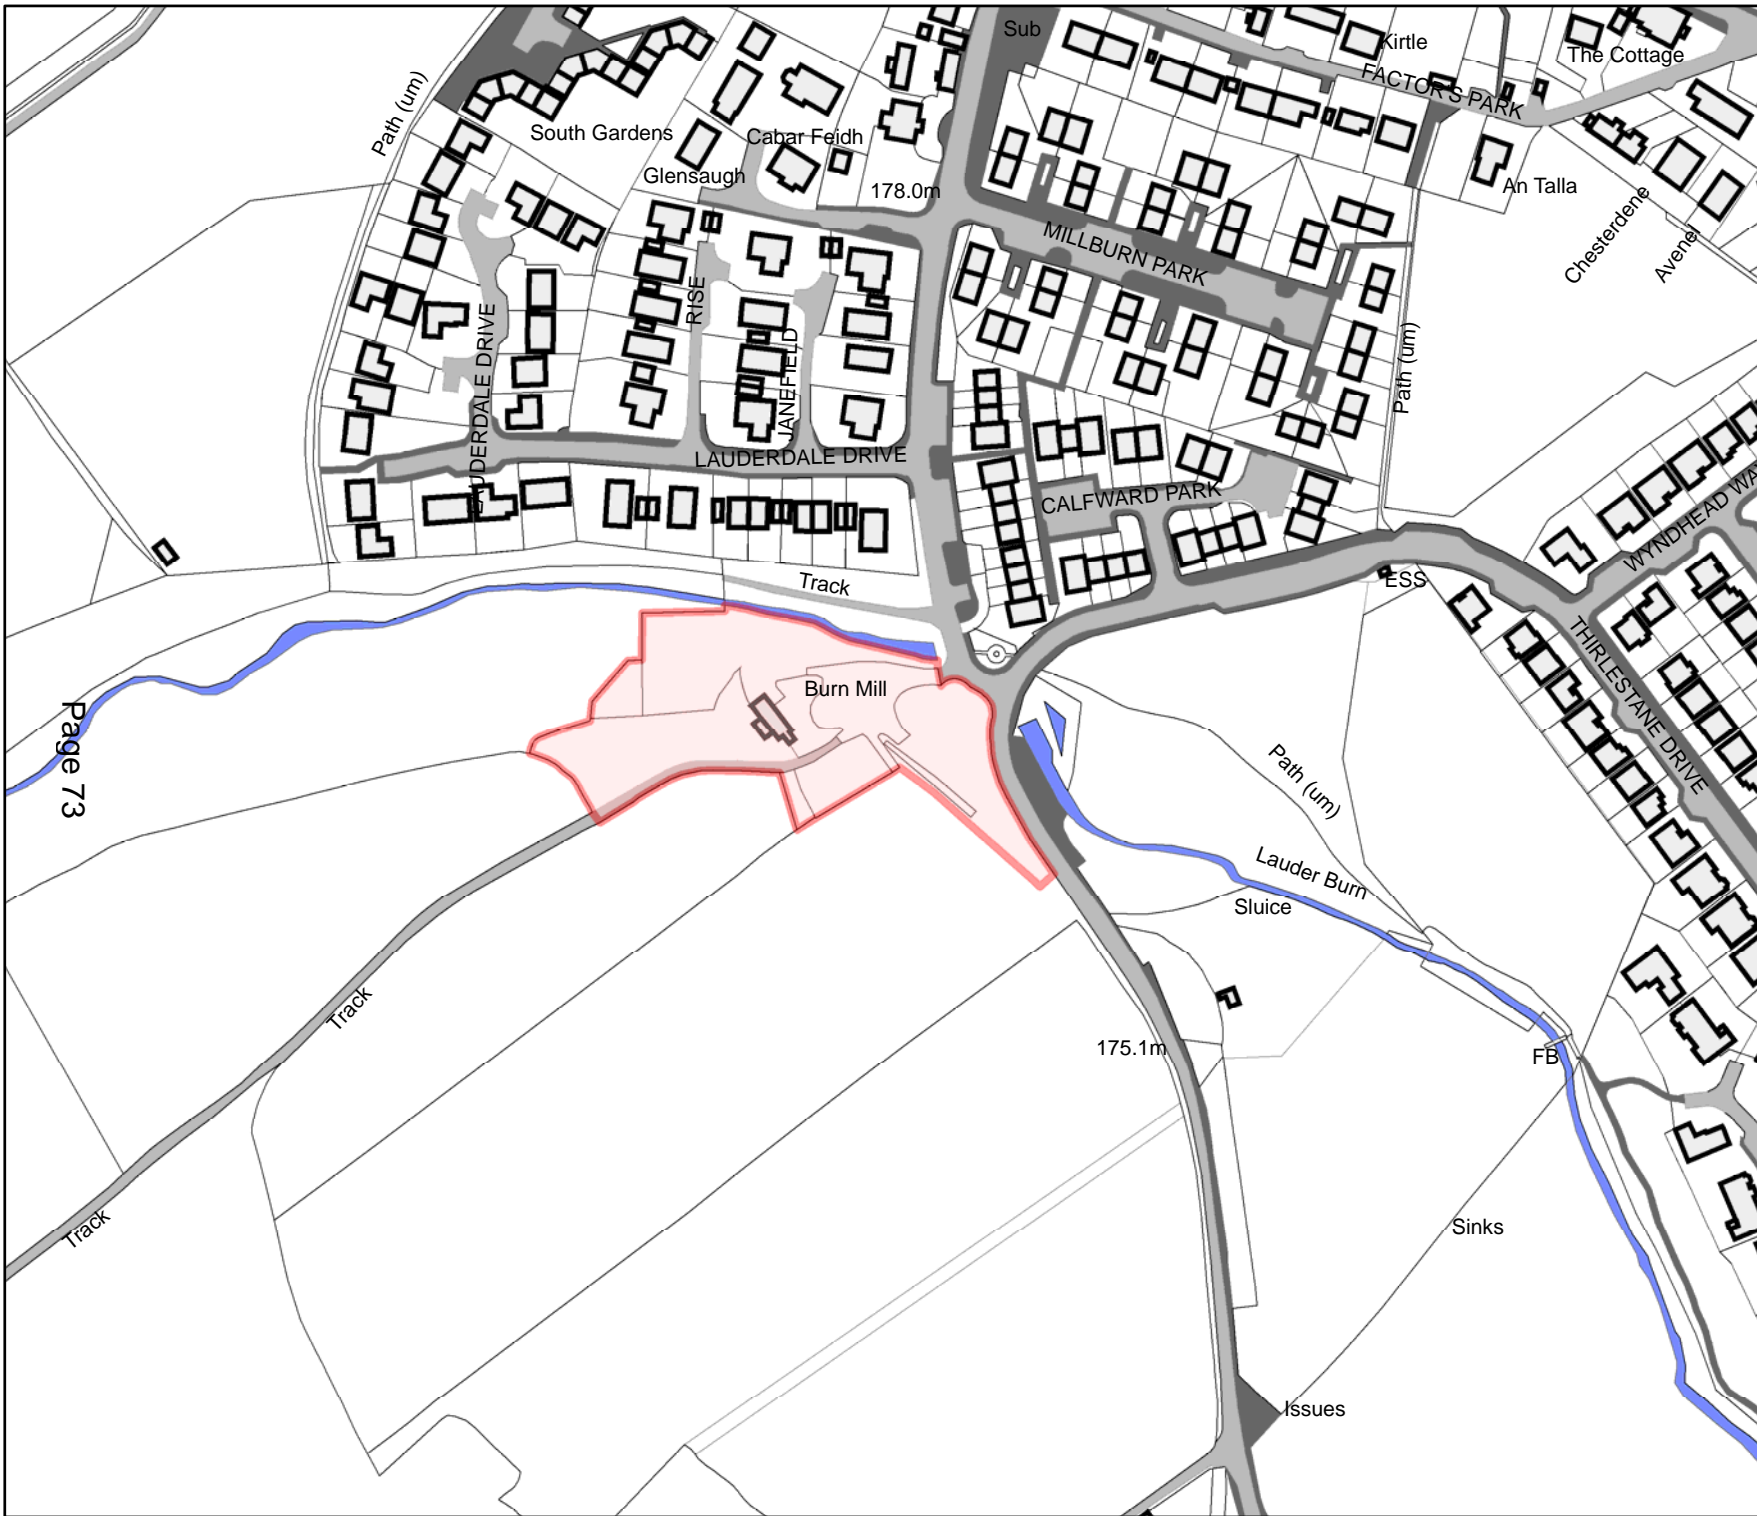 Sub
Kirtle
The Cottage
FACTOR'S PARK
Path (um)
South Gardens
Cabar Feidh
Glensaugh
178.0m
An Talla
Chesterdene
Avenel
MILLBURN PARK
RISE
JANEFIELD
LAUDERDALE DRIVE
Path (um)
LAUDERDALE DRIVE
CALFWARD PARK
WYNDHEAD WA
Track
ESS
THIRLESTANE DRIVE
Burn Mill
Page 73
Path (um)
Lauder Burn
Sluice
Track
175.1m
FB
Track
Sinks
Issues